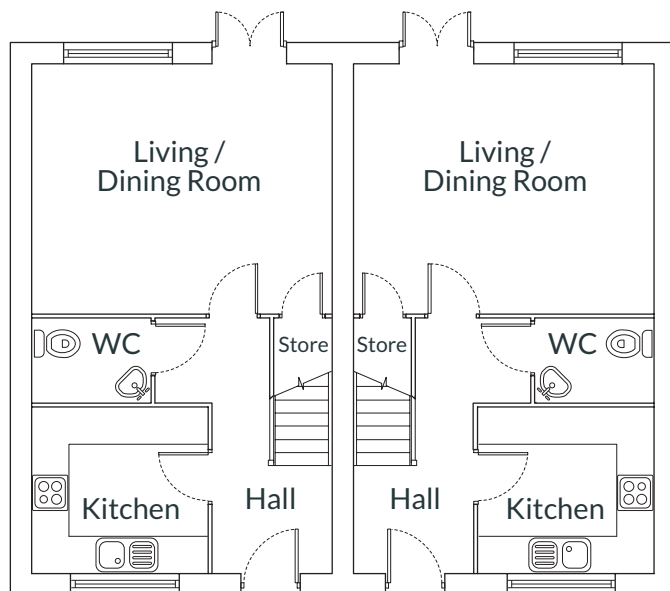 Living /
Dining Room
Living /
Dining Room
WC
Store
Store
WC
Kitchen
Hall
Hall
Kitchen